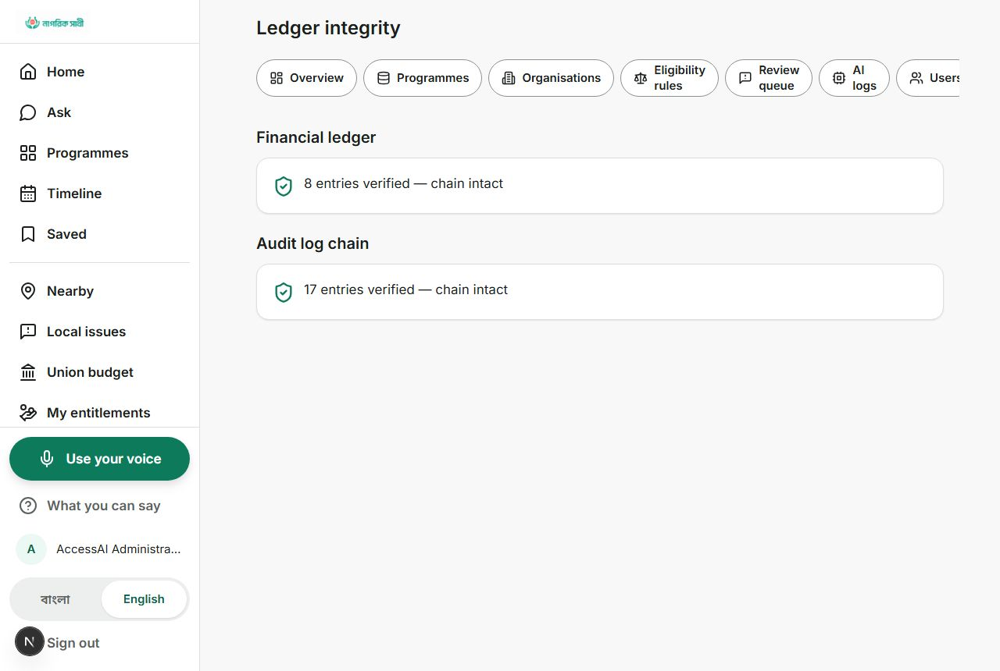 নাগরিক সাথী
Home
Ask
Programmes
Timeline
Saved
Nearby
Local issues
Union budget
My entitlements
Use your voice
What you can say
A
AccessAI Administra...
বাংলা
English
N
Sign out
Ledger integrity
Overview
Programmes
Organisations
Eligibility
rules
Review
queue
AI
logs
Users
Financial ledger
8 entries verified — chain intact
Audit log chain
17 entries verified — chain intact